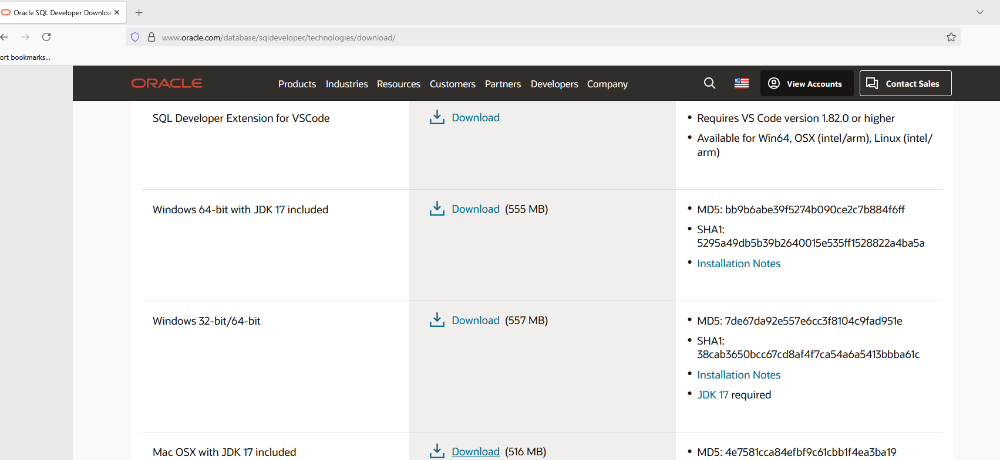 Oracle SQL Developer Downloa
www.oracle.com/database/sqldeveloper/technologies/download/
ort bookmarks...
ORACLE
Products Industries Resources Customers Partners Developers Company
View Accounts
Contact Sales
SQL Developer Extension for VSCode
Download
• Requires VS Code version 1.82.0 or higher
• Available for Win64, OSX (intel/arm), Linux (intel/
arm)
Windows 64-bit with JDK 17 included
Download (555 MB)
• MD5: bb9b6abe39f5274b090ce2c7b884f6ff
• SHA1:
5295a49db5b39b2640015e535ff1528822a4ba5a
• Installation Notes
Windows 32-bit/64-bit
Download (557 MB)
• MD5: 7de67da92e557e6cc3f8104c9fad951e
• SHA1:
38cab3650bcc67cd8af4f7ca54a6a5413bbba61c
• Installation Notes
• JDK 17 required
Mac OSX with JDK 17 included
Download (516 MB)
• MD5: 4e7581cca84efbf9c61cbb1f4ea3ba19